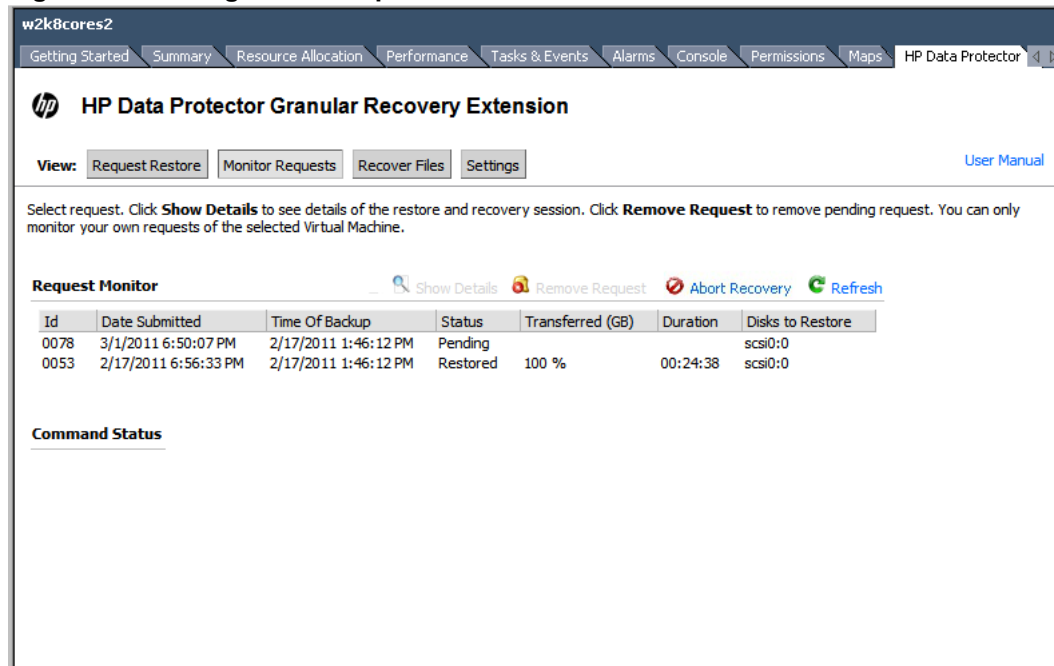 w2k8cores2
Getting Started Summary Resource Allocation Performance Tasks & Events Alarms Console Permissions Maps HP Data Protector
hp HP Data Protector Granular Recovery Extension
View: Request Restore Monitor Requests Recover Files Settings User Manual
Select request. Click Show Details to see details of the restore and recovery session. Click Remove Request to remove pending request. You can only
monitor your own requests of the selected Virtual Machine.
Request Monitor Show Details Remove Request Abort Recovery Refresh
Id Date Submitted Time Of Backup Status Transferred (GB) Duration Disks to Restore
0078 3/1/2011 6:50:07 PM 2/17/2011 1:46:12 PM Pending scsi0:0
0053 2/17/2011 6:56:33 PM 2/17/2011 1:46:12 PM Restored 100 % 00:24:38 scsi0:0
Command Status